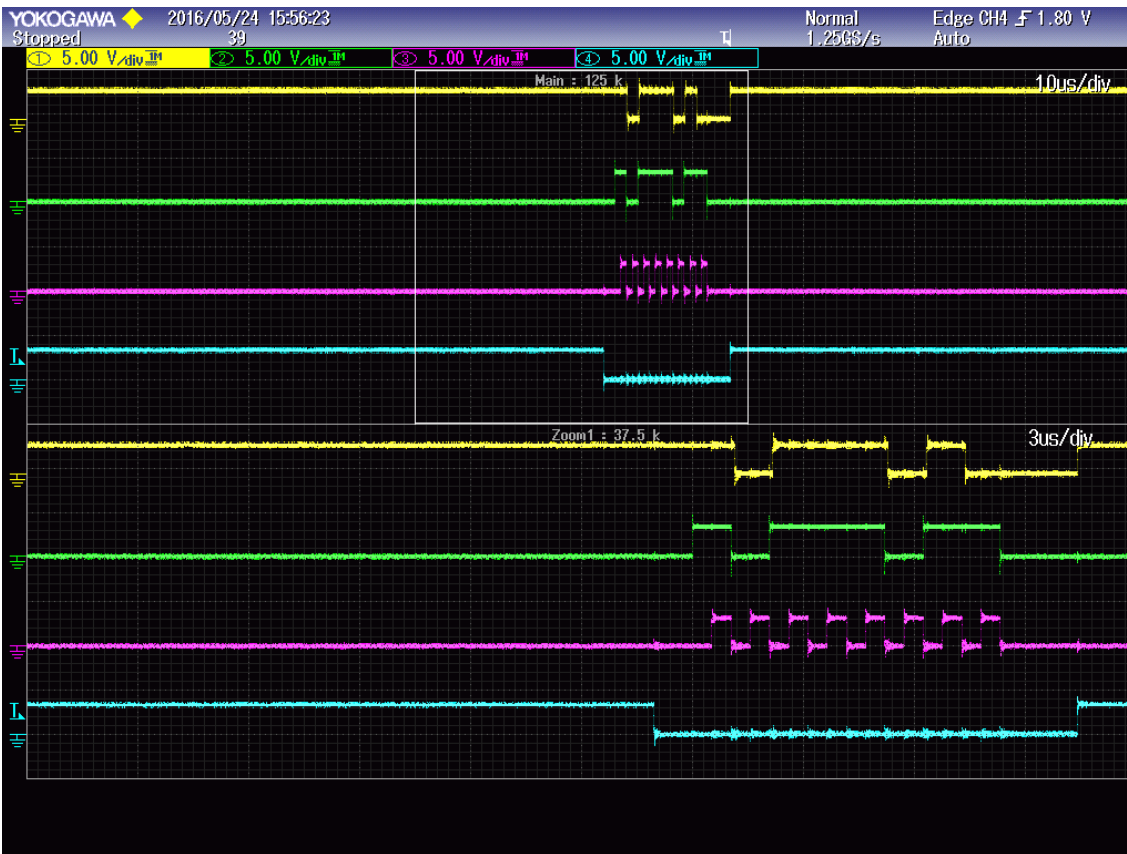 YOKOGAWA 2016/05/24 15:56:23 Normal Edge CH4 1.80 V
Stopped 39 1.25GS/s Auto
1 5.00 V/div 2 5.00 V/div 3 5.00 V/div 4 5.00 V/div
Main : 125 k 10us/div
Zoom1 : 37.5 k 3us/div